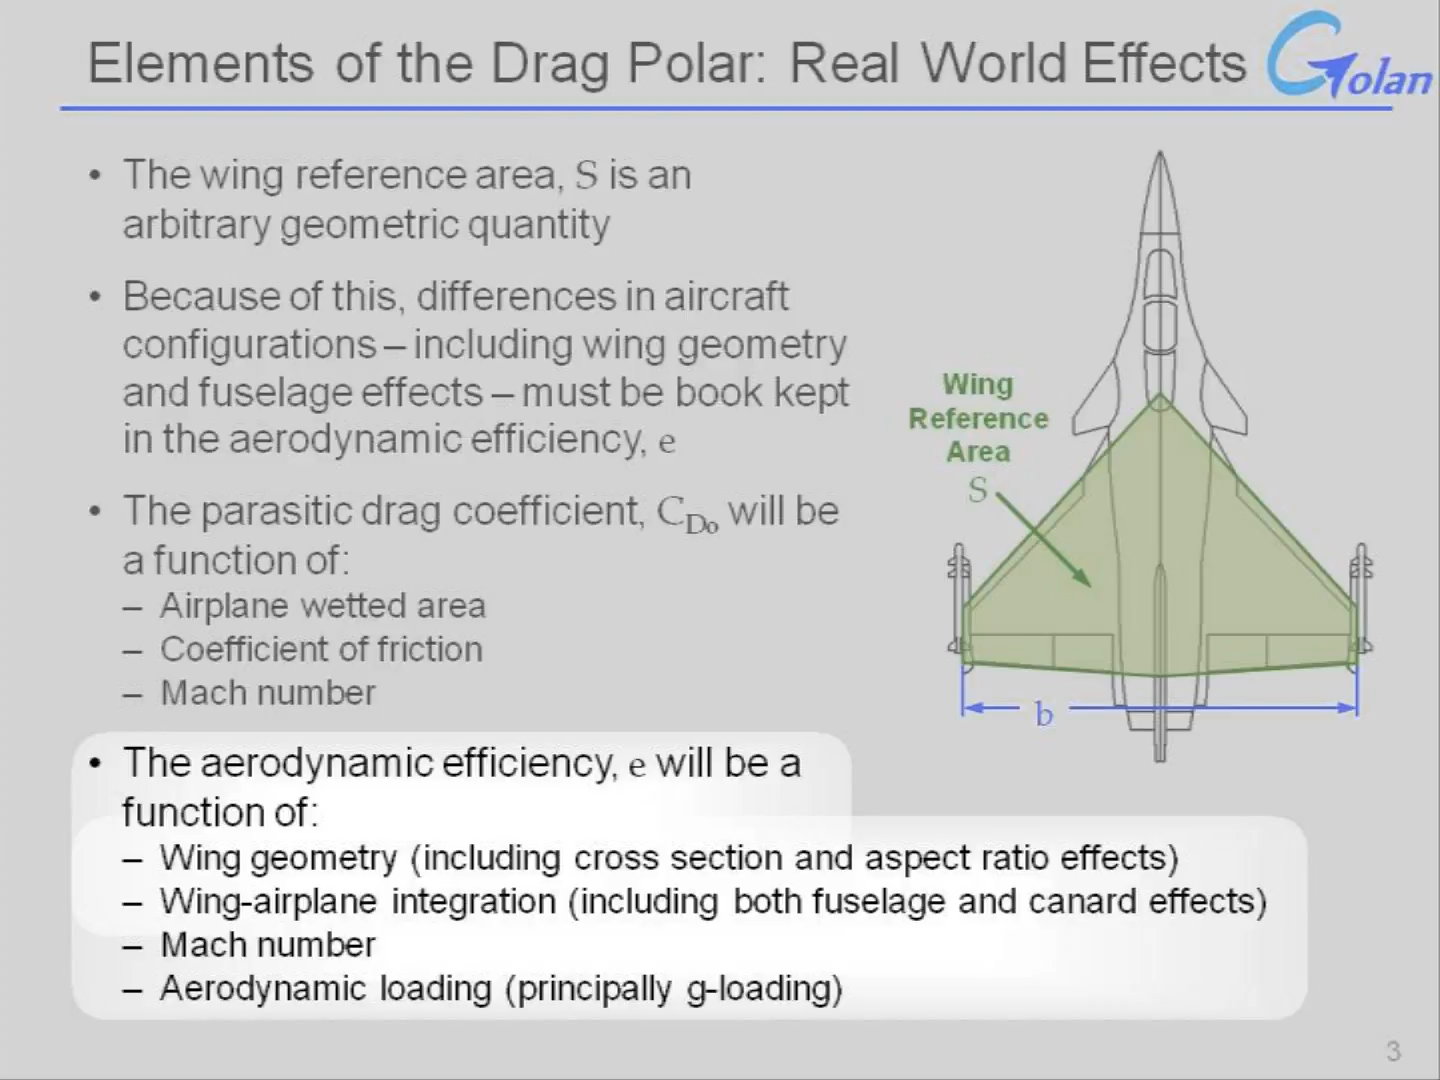 Elements of the Drag Polar: Real World Effects
Golan
• The wing reference area, S is an
arbitrary geometric quantity
• Because of this, differences in aircraft
configurations – including wing geometry
and fuselage effects – must be book kept
in the aerodynamic efficiency, e
• The parasitic drag coefficient, C_Do will be
a function of:
– Airplane wetted area
– Coefficient of friction
– Mach number
• The aerodynamic efficiency, e will be a
function of:
– Wing geometry (including cross section and aspect ratio effects)
– Wing-airplane integration (including both fuselage and canard effects)
– Mach number
– Aerodynamic loading (principally g-loading)
Wing
Reference
Area
S
b
3